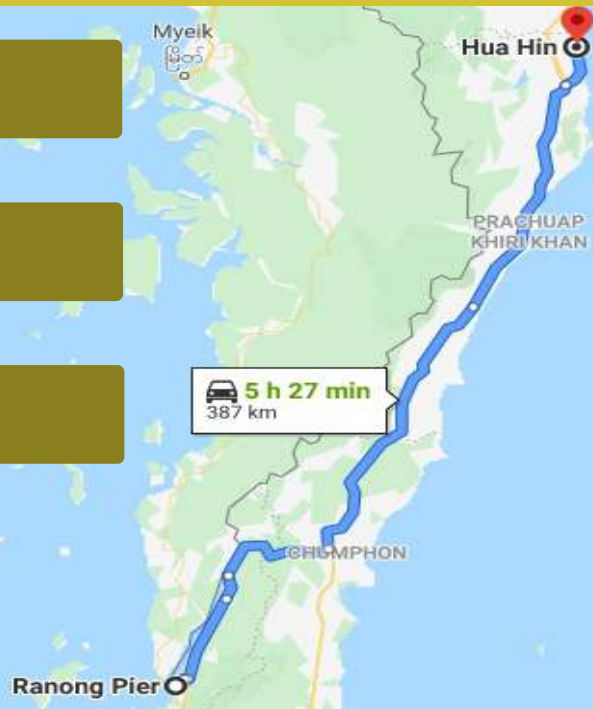 Myeik
Hua Hin
PRACHUAP
KHIRI KHAN
5 h 27 min
387 km
CHUMPHON
Ranong Pier